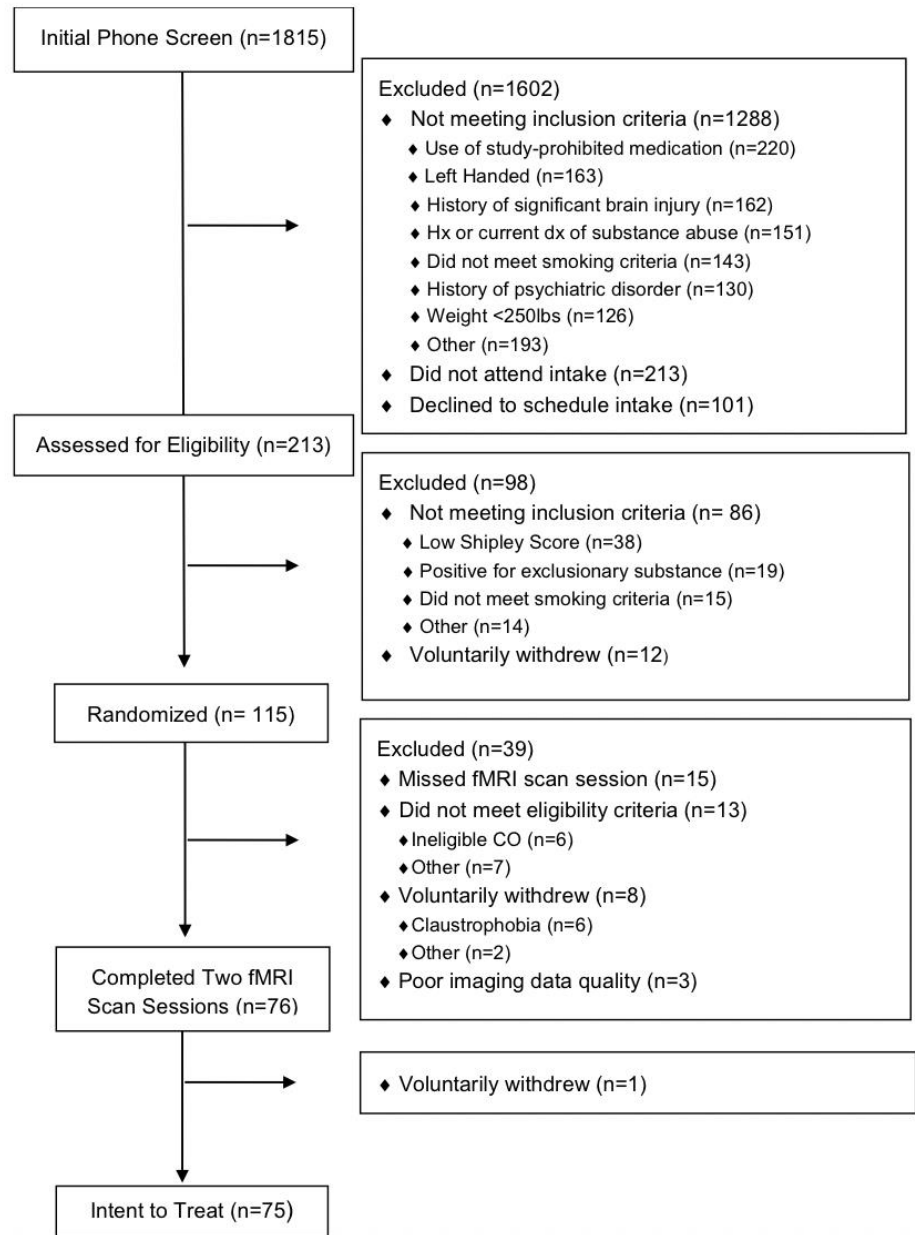 Initial Phone Screen (n=1815)
Excluded (n=1602)
♦ Not meeting inclusion criteria (n=1288)
♦ Use of study-prohibited medication (n=220)
♦ Left Handed (n=163)
♦ History of significant brain injury (n=162)
♦ Hx or current dx of substance abuse (n=151)
♦ Did not meet smoking criteria (n=143)
♦ History of psychiatric disorder (n=130)
♦ Weight <250lbs (n=126)
♦ Other (n=193)
♦ Did not attend intake (n=213)
♦ Declined to schedule intake (n=101)
Assessed for Eligibility (n=213)
Excluded (n=98)
♦ Not meeting inclusion criteria (n= 86)
♦ Low Shipley Score (n=38)
♦ Positive for exclusionary substance (n=19)
♦ Did not meet smoking criteria (n=15)
♦ Other (n=14)
♦ Voluntarily withdrew (n=12)
Randomized (n= 115)
Excluded (n=39)
♦ Missed fMRI scan session (n=15)
♦ Did not meet eligibility criteria (n=13)
♦ Ineligible CO (n=6)
♦ Other (n=7)
♦ Voluntarily withdrew (n=8)
♦ Claustrophobia (n=6)
♦ Other (n=2)
♦ Poor imaging data quality (n=3)
Completed Two fMRI
Scan Sessions (n=76)
♦ Voluntarily withdrew (n=1)
Intent to Treat (n=75)